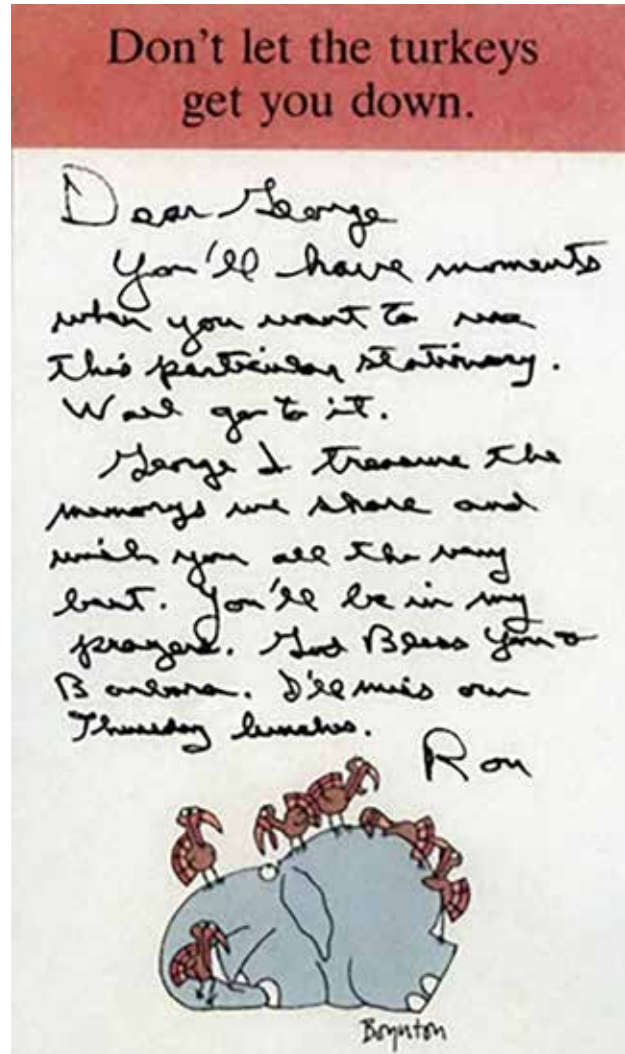 Don't let the turkeys
get you down.
Dear George
You'll have moments
when you want to use
this particular stationary.
Well go to it.
George I treasure the
memorys we share and
wish you all the very
best. You'll be in my
prayers. God Bless You &
Barbara. I'll miss our
Thursday lunches.
Ron
Boynton